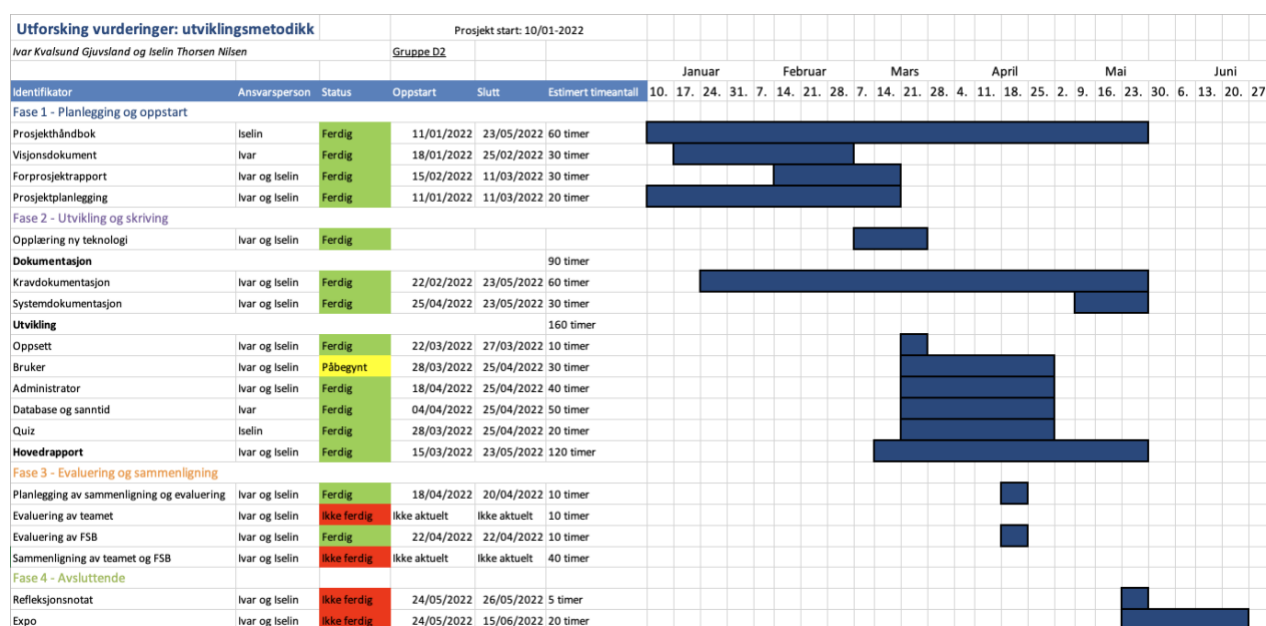 Utforsking vurderinger: utviklingsmetodikk Prosjekt start: 10/01-2022
Ivar Kvalsund Gjuvsland og Iselin Thorsen Nilsen Gruppe D2
Januar Februar Mars April Mai Juni
Identifikator Ansvarsperson Status Oppstart Slutt Estimert timeantall 10. 17. 24. 31. 7. 14. 21. 28. 7. 14. 21. 28. 4. 11. 18. 25. 2. 9. 16. 23. 30. 6. 13. 20. 27
Fase 1 - Planlegging og oppstart
Prosjekthåndbok Iselin Ferdig 11/01/2022 23/05/2022 60 timer
Visjonsdokument Ivar Ferdig 18/01/2022 25/02/2022 30 timer
Forprosjektrapport Ivar og Iselin Ferdig 15/02/2022 11/03/2022 30 timer
Prosjektplanlegging Ivar og Iselin Ferdig 11/01/2022 11/03/2022 20 timer
Fase 2 - Utvikling og skriving
Opplæring ny teknologi Ivar og Iselin Ferdig
Dokumentasjon 90 timer
Kravdokumentasjon Ivar og Iselin Ferdig 22/02/2022 23/05/2022 60 timer
Systemdokumentasjon Ivar og Iselin Ferdig 25/04/2022 23/05/2022 30 timer
Utvikling 160 timer
Oppsett Ivar og Iselin Ferdig 22/03/2022 27/03/2022 10 timer
Bruker Ivar og Iselin Påbegynt 28/03/2022 25/04/2022 30 timer
Administrator Ivar og Iselin Ferdig 18/04/2022 25/04/2022 40 timer
Database og sanntid Ivar Ferdig 04/04/2022 25/04/2022 50 timer
Quiz Iselin Ferdig 28/03/2022 25/04/2022 20 timer
Hovedrapport Ivar og Iselin Ferdig 15/03/2022 23/05/2022 120 timer
Fase 3 - Evaluering og sammenligning
Planlegging av sammenligning og evaluering Ivar og Iselin Ferdig 18/04/2022 20/04/2022 10 timer
Evaluering av teamet Ivar og Iselin Ikke ferdig Ikke aktuelt Ikke aktuelt 10 timer
Evaluering av FSB Ivar og Iselin Ferdig 22/04/2022 22/04/2022 10 timer
Sammenligning av teamet og FSB Ivar og Iselin Ikke ferdig Ikke aktuelt Ikke aktuelt 40 timer
Fase 4 - Avsluttende
Refleksjonsnotat Ivar og Iselin Ikke ferdig 24/05/2022 26/05/2022 5 timer
Expo Ivar og Iselin Ikke ferdig 24/05/2022 15/06/2022 20 timer